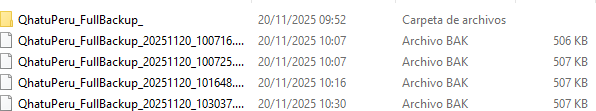 QhatuPeru_FullBackup_ 20/11/2025 09:52 Carpeta de archivos
QhatuPeru_FullBackup_20251120_100716.... 20/11/2025 10:07 Archivo BAK 506 KB
QhatuPeru_FullBackup_20251120_100725.... 20/11/2025 10:07 Archivo BAK 507 KB
QhatuPeru_FullBackup_20251120_101648.... 20/11/2025 10:16 Archivo BAK 507 KB
QhatuPeru_FullBackup_20251120_103037.... 20/11/2025 10:30 Archivo BAK 507 KB